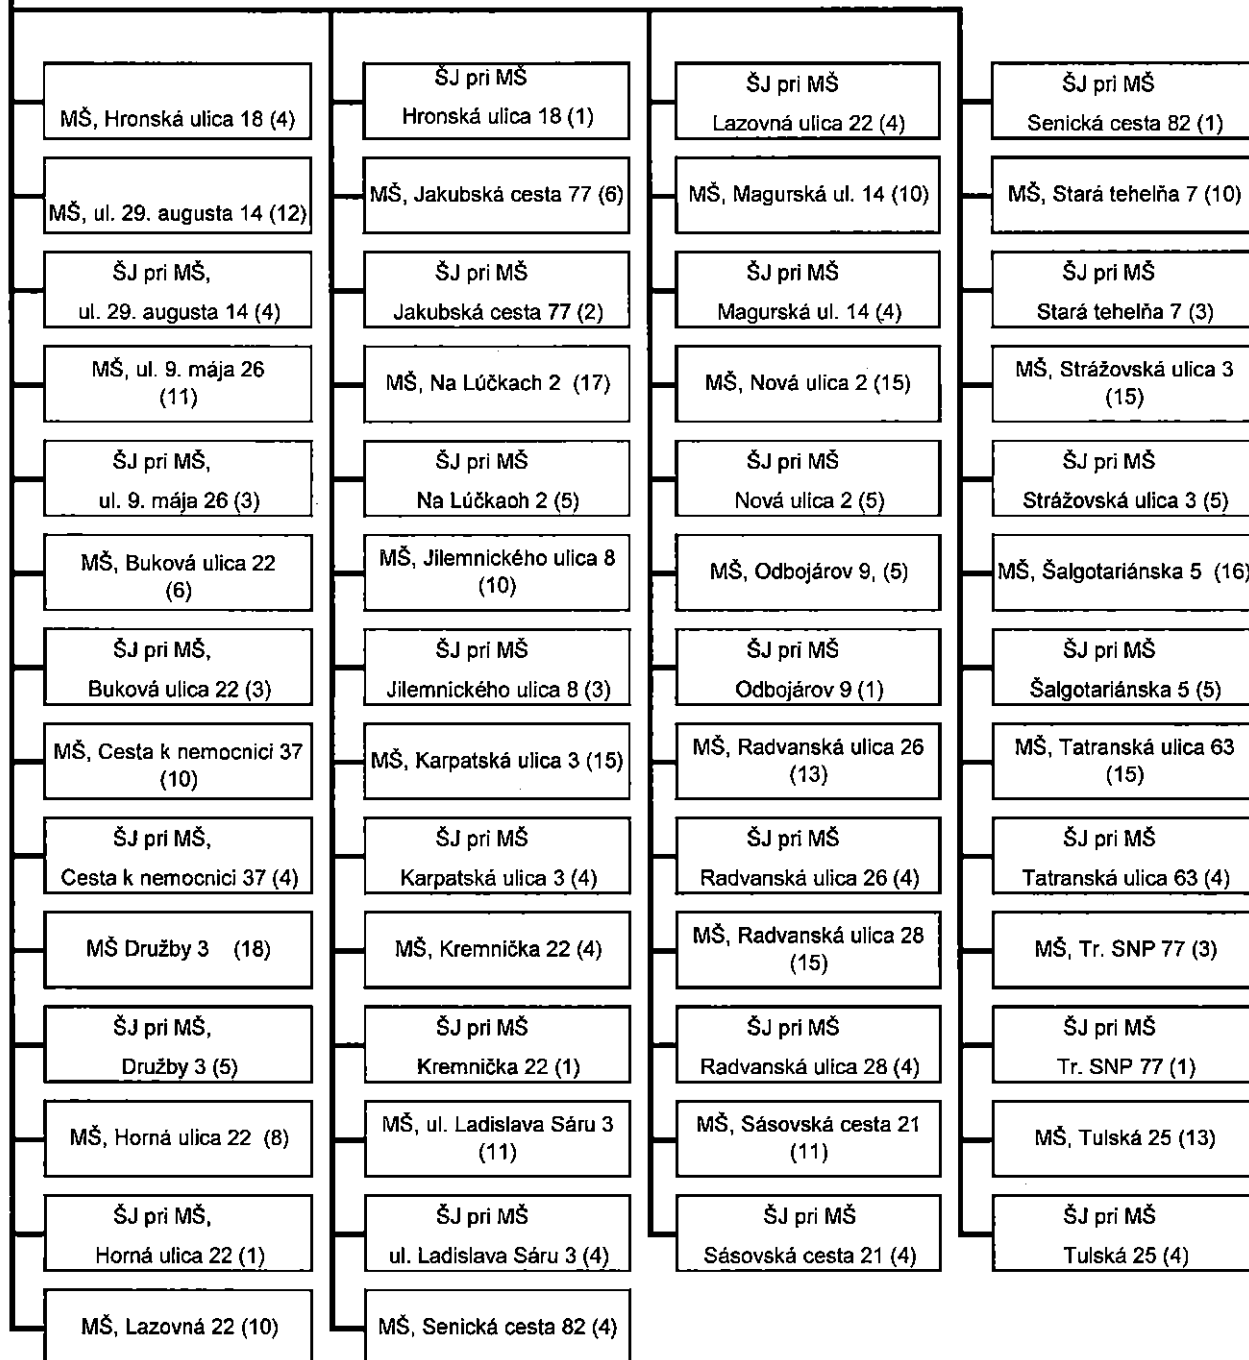 MŠ, Hronská ulica 18 (4)
MŠ, ul. 29. augusta 14 (12)
ŠJ pri MŠ,
ul. 29. augusta 14 (4)
MŠ, ul. 9. mája 26
(11)
ŠJ pri MŠ,
ul. 9. mája 26 (3)
MŠ, Buková ulica 22
(6)
ŠJ pri MŠ,
Buková ulica 22 (3)
MŠ, Cesta k nemocnici 37
(10)
ŠJ pri MŠ,
Cesta k nemocnici 37 (4)
MŠ Družby 3 (18)
ŠJ pri MŠ,
Družby 3 (5)
MŠ, Horná ulica 22 (8)
ŠJ pri MŠ,
Horná ulica 22 (1)
MŠ, Lazovná 22 (10)
ŠJ pri MŠ
Hronská ulica 18 (1)
MŠ, Jakubská cesta 77 (6)
ŠJ pri MŠ
Jakubská cesta 77 (2)
MŠ, Na Lúčkach 2 (17)
ŠJ pri MŠ
Na Lúčkach 2 (5)
MŠ, Jilemnického ulica 8
(10)
ŠJ pri MŠ
Jilemnického ulica 8 (3)
MŠ, Karpatská ulica 3 (15)
ŠJ pri MŠ
Karpatská ulica 3 (4)
MŠ, Kremnička 22 (4)
ŠJ pri MŠ
Kremnička 22 (1)
MŠ, ul. Ladislava Sáru 3
(11)
ŠJ pri MŠ
ul. Ladislava Sáru 3 (4)
MŠ, Senická cesta 82 (4)
ŠJ pri MŠ
Lazovná ulica 22 (4)
MŠ, Magurská ul. 14 (10)
ŠJ pri MŠ
Magurská ul. 14 (4)
MŠ, Nová ulica 2 (15)
ŠJ pri MŠ
Nová ulica 2 (5)
MŠ, Odbojárov 9, (5)
ŠJ pri MŠ
Odbojárov 9 (1)
MŠ, Radvanská ulica 26
(13)
ŠJ pri MŠ
Radvanská ulica 26 (4)
MŠ, Radvanská ulica 28
(15)
ŠJ pri MŠ
Radvanská ulica 28 (4)
MŠ, Sásovská cesta 21
(11)
ŠJ pri MŠ
Sásovská cesta 21 (4)
ŠJ pri MŠ
Senická cesta 82 (1)
MŠ, Stará tehelňa 7 (10)
ŠJ pri MŠ
Stará tehelňa 7 (3)
MŠ, Strážovská ulica 3
(15)
ŠJ pri MŠ
Strážovská ulica 3 (5)
MŠ, Šalgotariánska 5 (16)
ŠJ pri MŠ
Šalgotariánska 5 (5)
MŠ, Tatranská ulica 63
(15)
ŠJ pri MŠ
Tatranská ulica 63 (4)
MŠ, Tr. SNP 77 (3)
ŠJ pri MŠ
Tr. SNP 77 (1)
MŠ, Tulská 25 (13)
ŠJ pri MŠ
Tulská 25 (4)